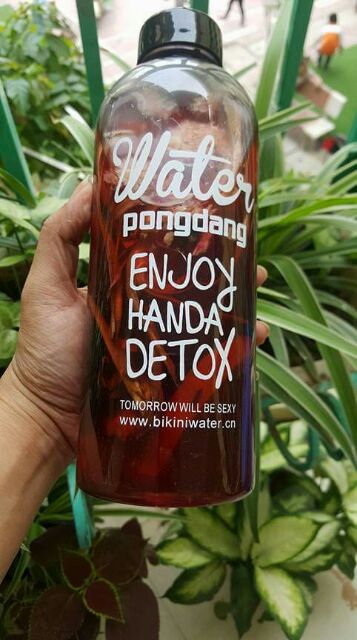 Water
pongdang
ENJOY
HANDA
DETOX
TOMORROW WILL BE SEXY
www.bikiniwater.cn